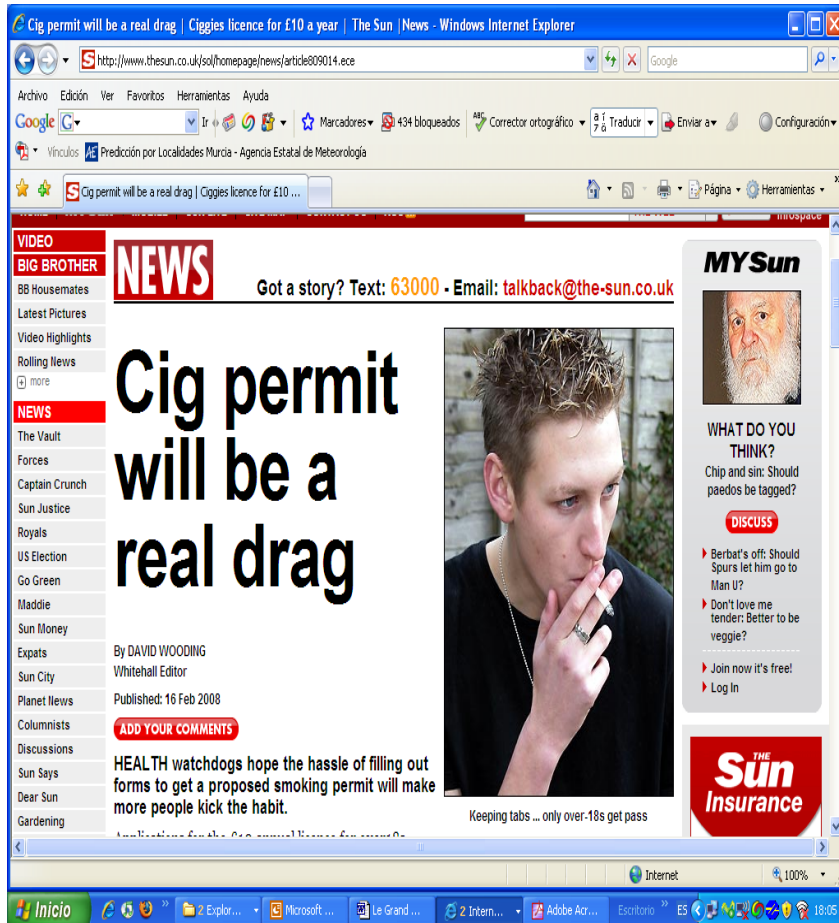 Cig permit will be a real drag | Ciggies licence for £10 a year | The Sun |News - Windows Internet Explorer
http://www.thesun.co.uk/sol/homepage/news/article809014.ece
Google
Archivo Edición Ver Favoritos Herramientas Ayuda
Google G Ir Marcadores 434 bloqueados Corrector ortográfico Traducir Enviar a Configuración
Vínculos AE Predicción por Localidades Murcia - Agencia Estatal de Meteorología
S Cig permit will be a real drag | Ciggies licence for £10 ...
Página Herramientas
Infospace
VIDEO
BIG BROTHER
BB Housemates
Latest Pictures
Video Highlights
Rolling News
more
NEWS
The Vault
Forces
Captain Crunch
Sun Justice
Royals
US Election
Go Green
Maddie
Sun Money
Expats
Sun City
Planet News
Columnists
Discussions
Sun Says
Dear Sun
Gardening
NEWS
Got a story? Text: 63000 - Email: talkback@the-sun.co.uk
Cig permit
will be a
real drag
By DAVID WOODING
Whitehall Editor
Published: 16 Feb 2008
ADD YOUR COMMENTS
HEALTH watchdogs hope the hassle of filling out
forms to get a proposed smoking permit will make
more people kick the habit.
Keeping tabs ... only over-18s get pass
MYSun
WHAT DO YOU
THINK?
Chip and sin: Should
paedos be tagged?
DISCUSS
Berbat's off: Should
Spurs let him go to
Man U?
Don't love me
tender: Better to be
veggie?
Join now it's free!
Log In
THE
Sun
Insurance
Internet
100%
Inicio
2 Explor...
Microsoft ...
Le Grand ...
2 Intern...
Adobe Acr...
Escritorio
ES
18:05